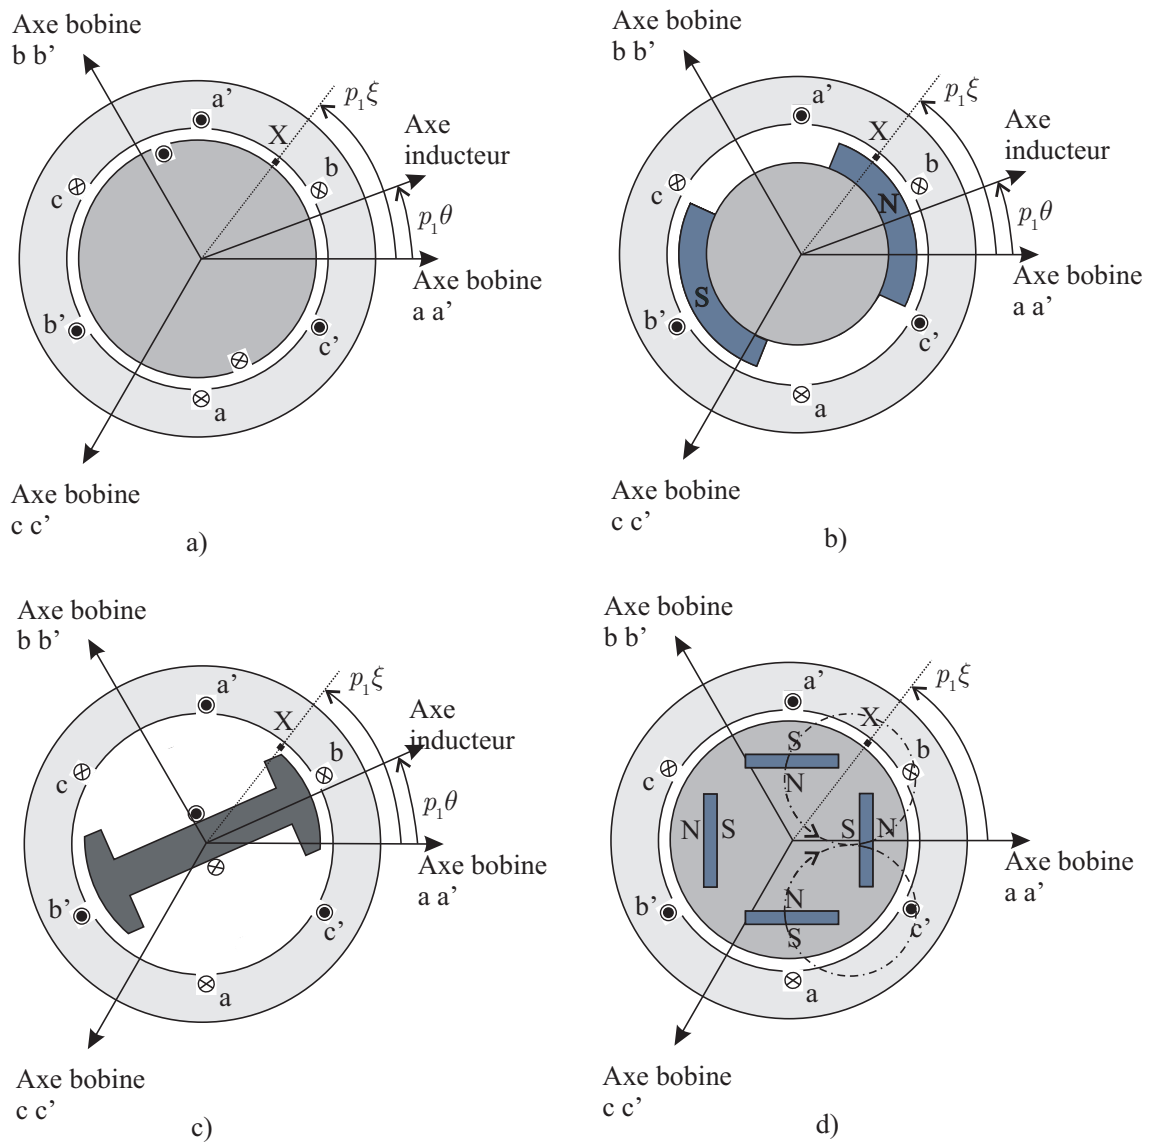 Axe bobine
b b’
a’
p₁ξ
X
Axe
inducteur
b
c
p₁θ
Axe bobine
a a’
b’
c’
a
Axe bobine
c c’
a)
Axe bobine
b b’
a’
p₁ξ
X
Axe
inducteur
b
c
N
p₁θ
Axe bobine
a a’
S
b’
c’
a
Axe bobine
c c’
b)
Axe bobine
b b’
a’
p₁ξ
X
Axe
inducteur
b
c
p₁θ
Axe bobine
a a’
b’
c’
a
Axe bobine
c c’
c)
Axe bobine
b b’
a’
p₁ξ
X
S
b
c
N
N S
S N
Axe bobine
a a’
N
b’
c’
S
a
Axe bobine
c c’
d)